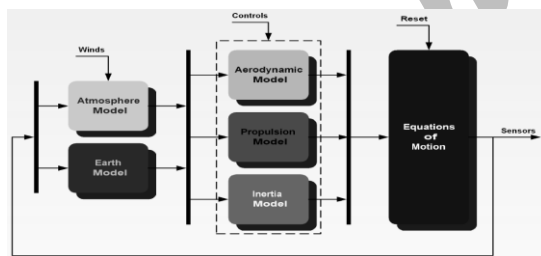 Controls
Reset
Winds
Atmosphere
Model
Earth
Model
Aerodynamic
Model
Propulsion
Model
Inertia
Model
Equations
of
Motion
Sensors